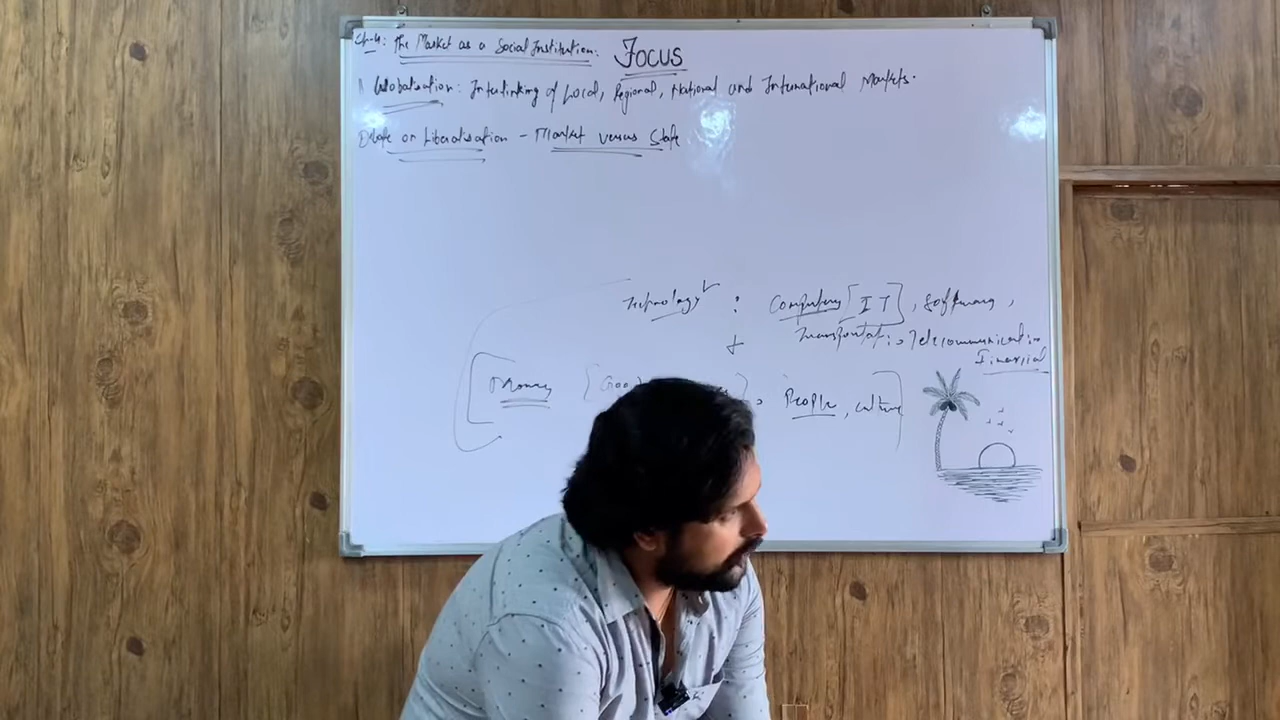 Ch-4: The Market as a Social Institution: FOCUS
Globalisation: Interlinking of Local, Regional, National and International Markets.
Debate on Liberalisation - Market versus State
Technology : Computers [IT], Software,
+ Telecommunication
Financial
[Money {Goo , People, culture]